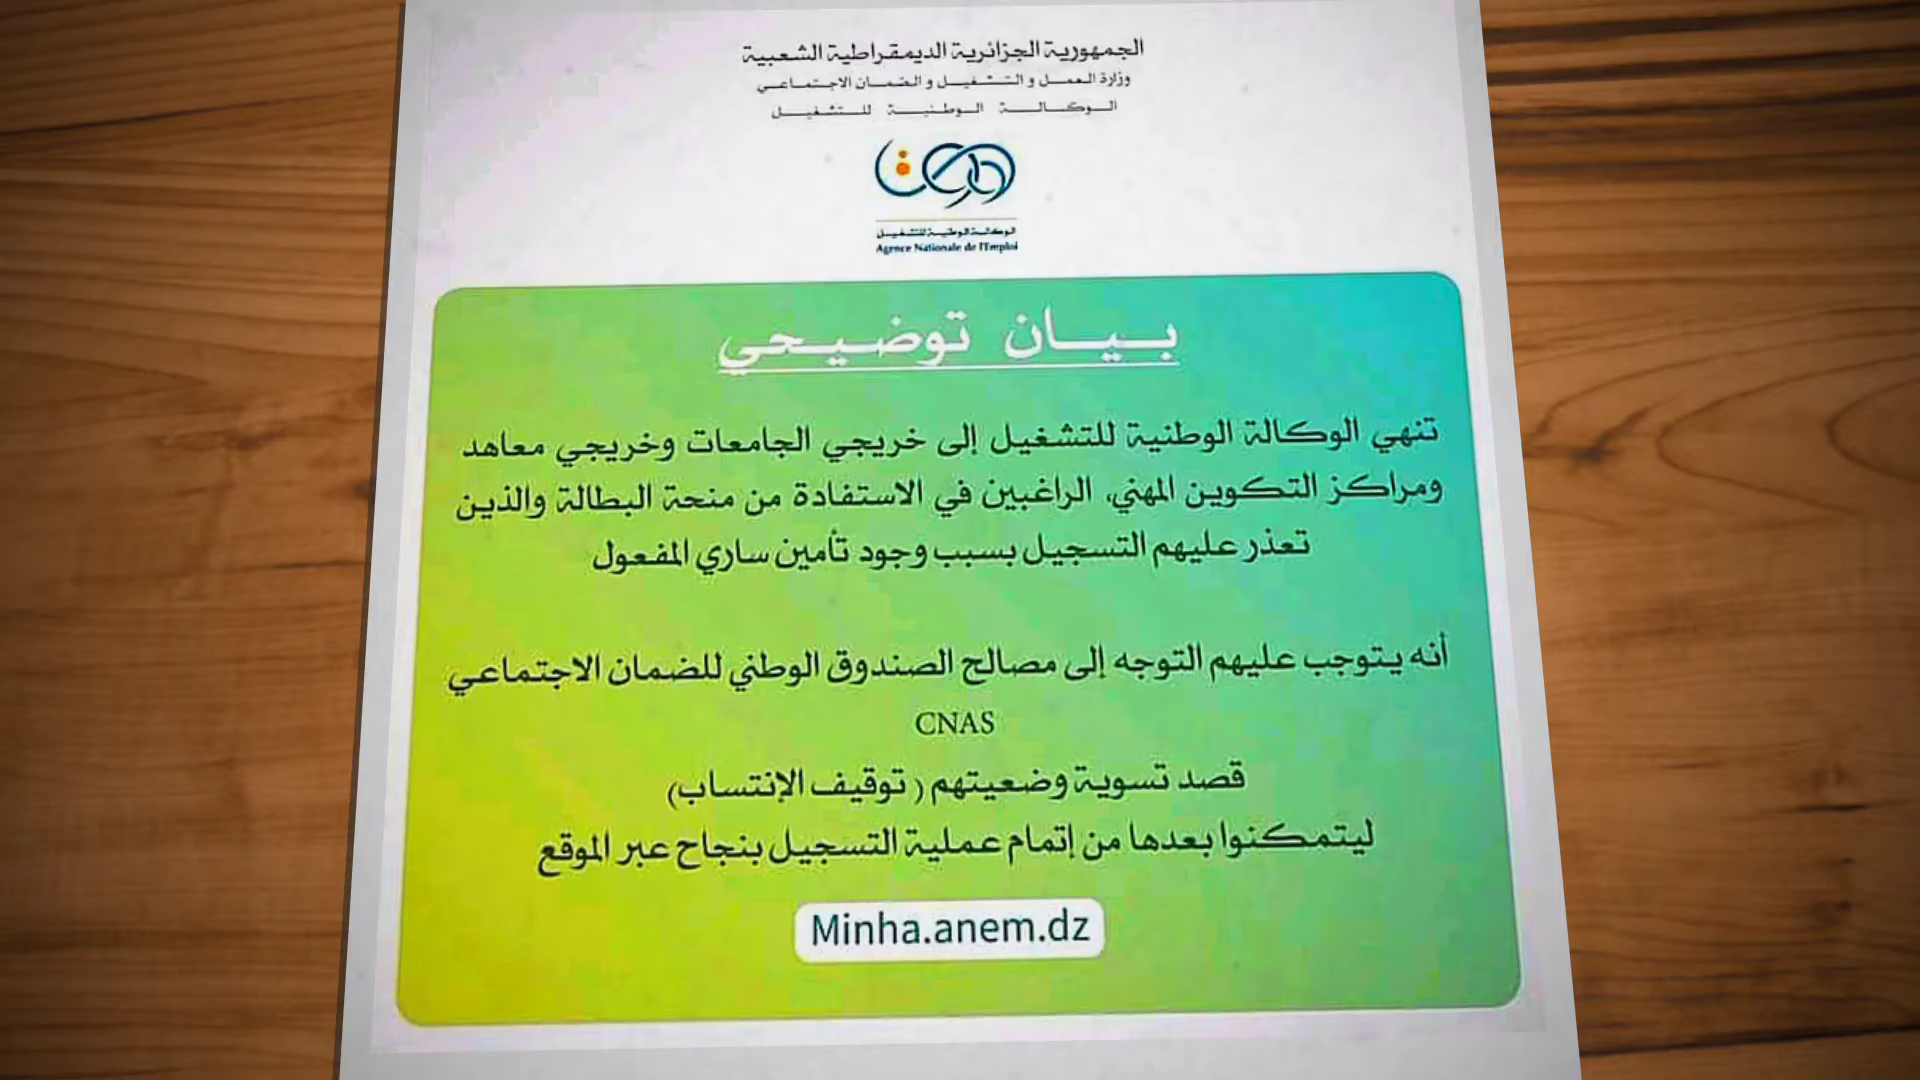 الجمهورية الجزائرية الديمقراطية الشعبية
وزارة العمل و التشغيل و الضمان الاجتماعي
الوكالة الوطنية للتشغيل
الوكالة الوطنية للتشغيل
Agence Nationale de l'Emploi
بيان توضيحي
تنهي الوكالة الوطنية للتشغيل إلى خريجي الجامعات وخريجي معاهد
ومراكز التكوين المهني، الراغبين في الاستفادة من منحة البطالة والذين
تعذر عليهم التسجيل بسبب وجود تأمين ساري المفعول
أنه يتوجب عليهم التوجه إلى مصالح الصندوق الوطني للضمان الاجتماعي
CNAS
قصد تسوية وضعيتهم ( توقيف الإنتساب)
ليتمكنوا بعدها من إتمام عملية التسجيل بنجاح عبر الموقع
Minha.anem.dz